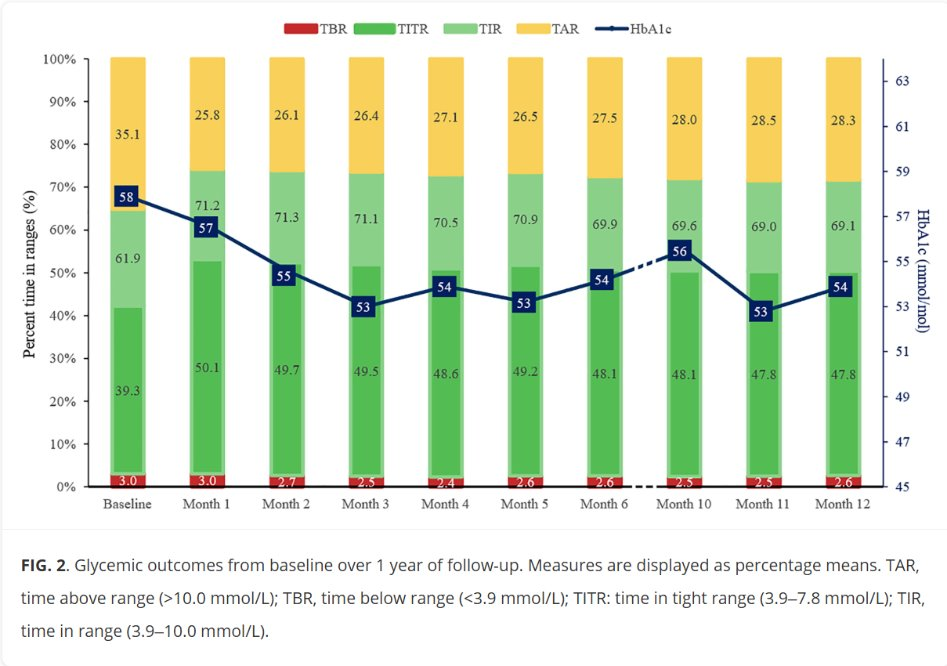 TBR TITR TIR TAR HbA1c
100%
90%
80%
70%
60%
50%
40%
30%
20%
10%
0%
Percent time in ranges (%)
35.1 25.8 26.1 26.4 27.1 26.5 27.5 28.0 28.5 28.3
58 57 55 53 54 53 54 56 53 54
61.9 71.2 71.3 71.1 70.5 70.9 69.9 69.6 69.0 69.1
39.3 50.1 49.7 49.5 48.6 49.2 48.1 48.1 47.8 47.8
3.0 3.0 2.7 2.5 2.4 2.6 2.6 2.5 2.5 2.6
Baseline Month 1 Month 2 Month 3 Month 4 Month 5 Month 6 Month 10 Month 11 Month 12
63
61
59
57
55
53
51
49
47
45
HbA1c (mmol/mol)
FIG. 2. Glycemic outcomes from baseline over 1 year of follow-up. Measures are displayed as percentage means. TAR,
time above range (>10.0 mmol/L); TBR, time below range (<3.9 mmol/L); TITR: time in tight range (3.9–7.8 mmol/L); TIR,
time in range (3.9–10.0 mmol/L).